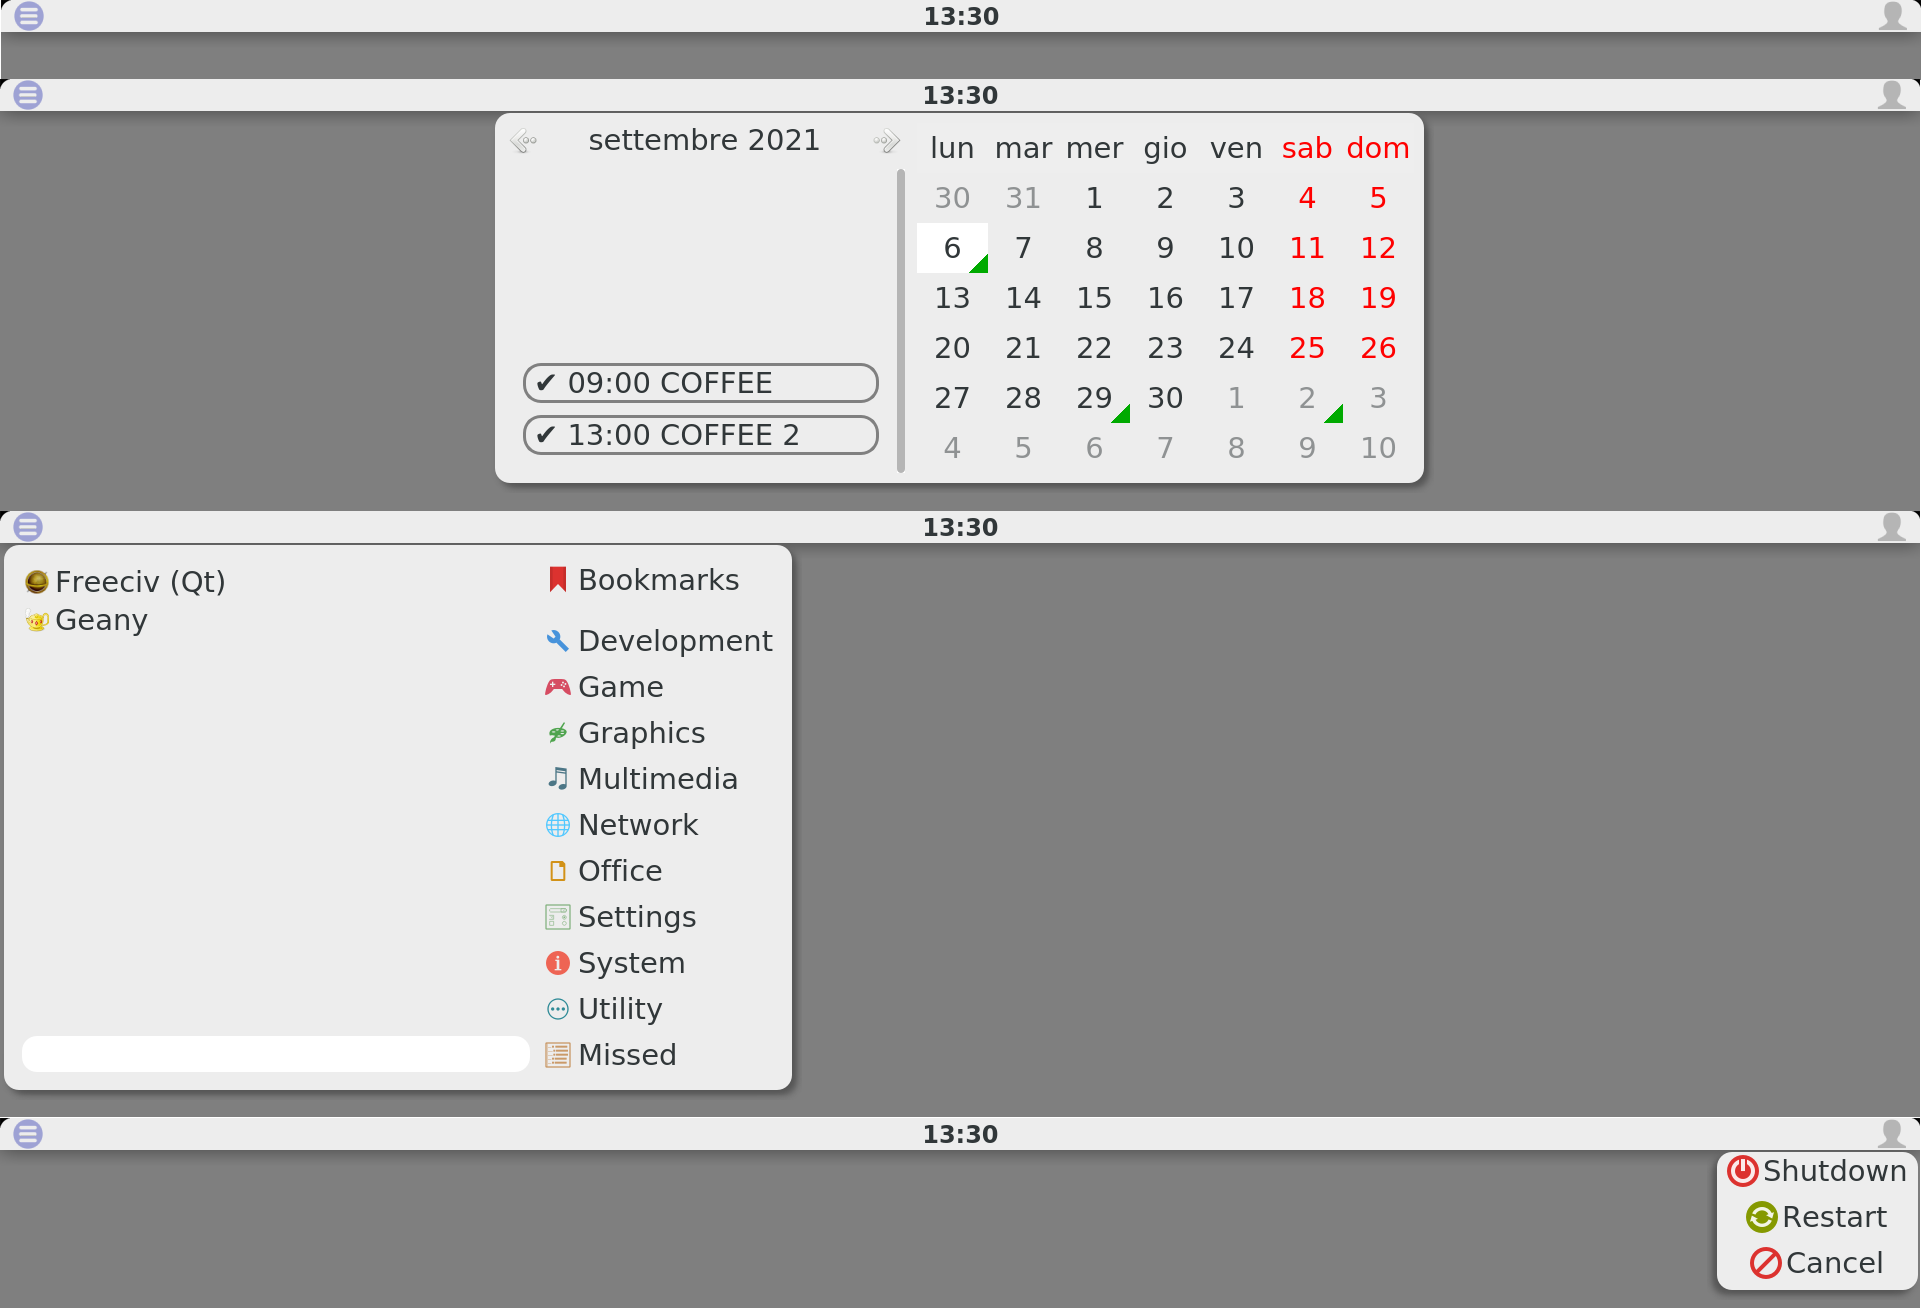 13:30
13:30
settembre 2021
lun mar mer gio ven sab dom
30 31 1 2 3 4 5
6 7 8 9 10 11 12
13 14 15 16 17 18 19
20 21 22 23 24 25 26
27 28 29 30 1 2 3
4 5 6 7 8 9 10
✔ 09:00 COFFEE
✔ 13:00 COFFEE 2
13:30
Freeciv (Qt)
Geany
Bookmarks
Development
Game
Graphics
Multimedia
Network
Office
Settings
System
Utility
Missed
13:30
Shutdown
Restart
Cancel